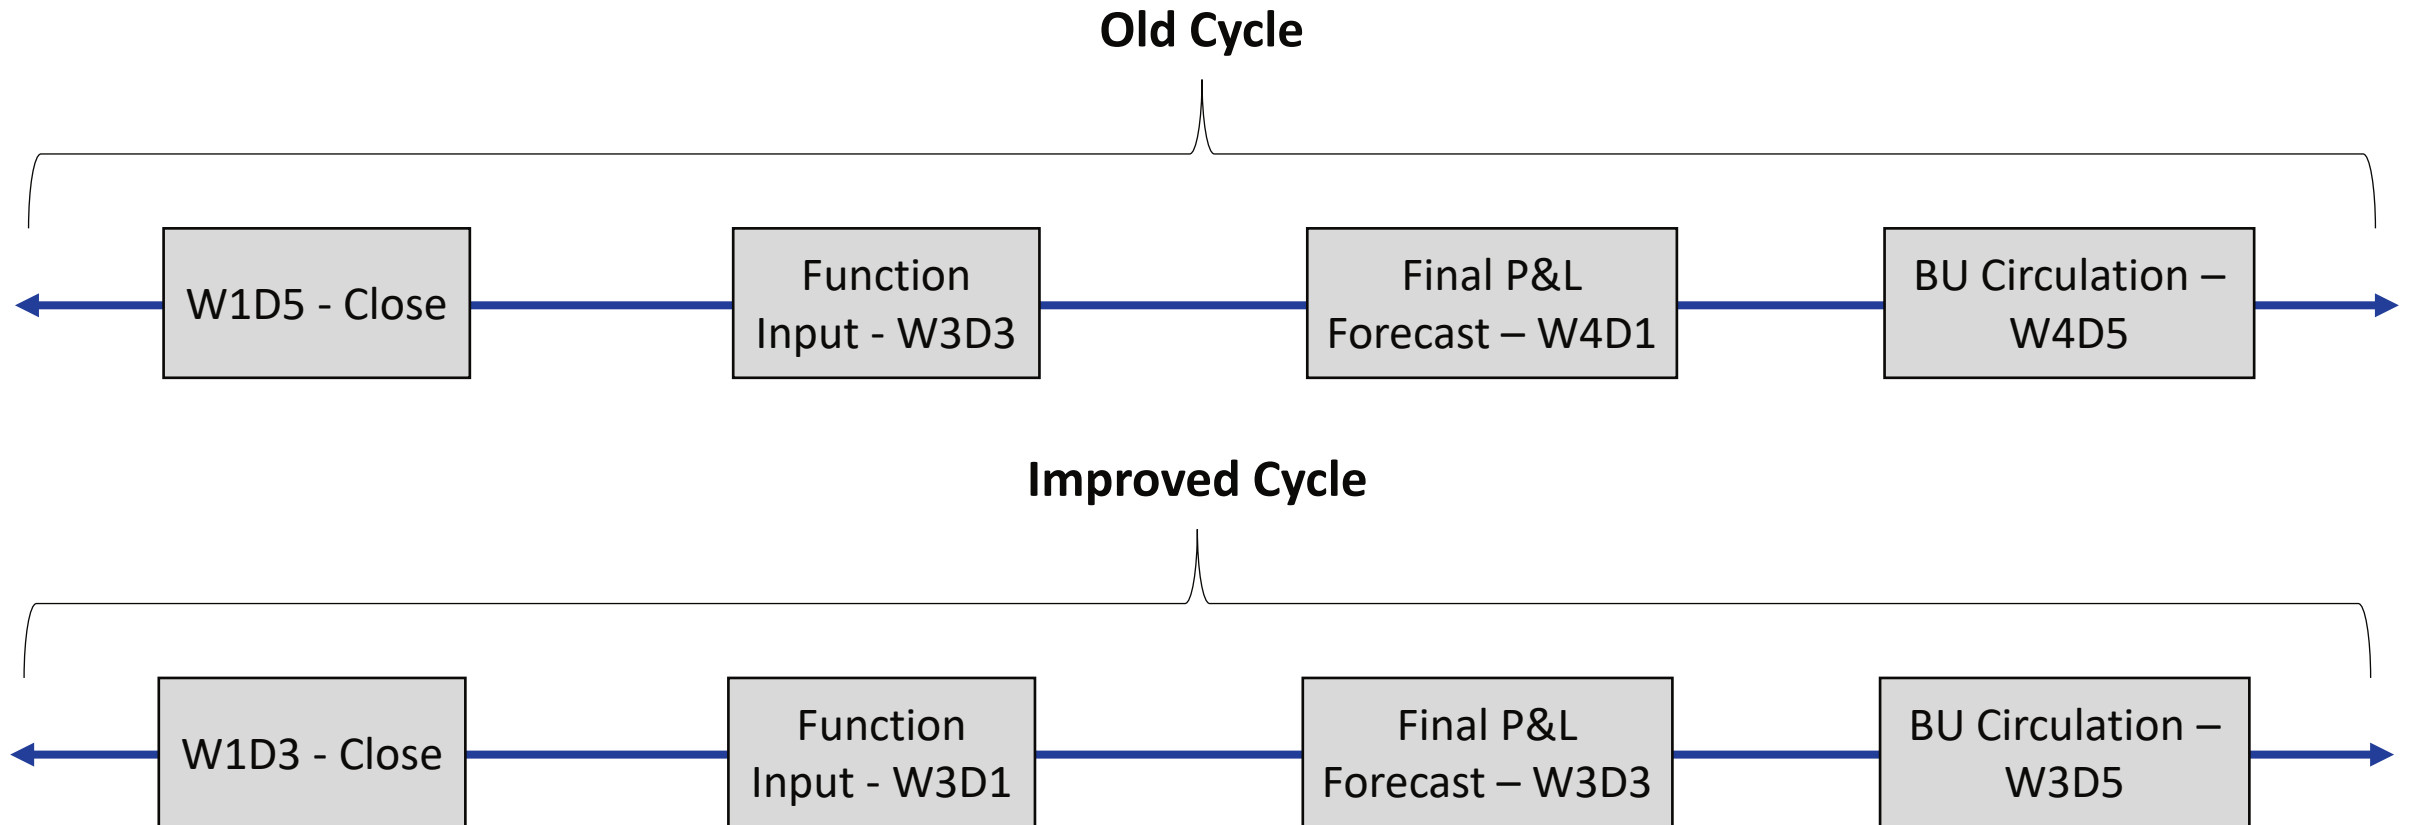 Old Cycle
W1D5 - Close
Function
Input - W3D3
Final P&L
Forecast – W4D1
BU Circulation –
W4D5
Improved Cycle
W1D3 - Close
Function
Input - W3D1
Final P&L
Forecast – W3D3
BU Circulation –
W3D5